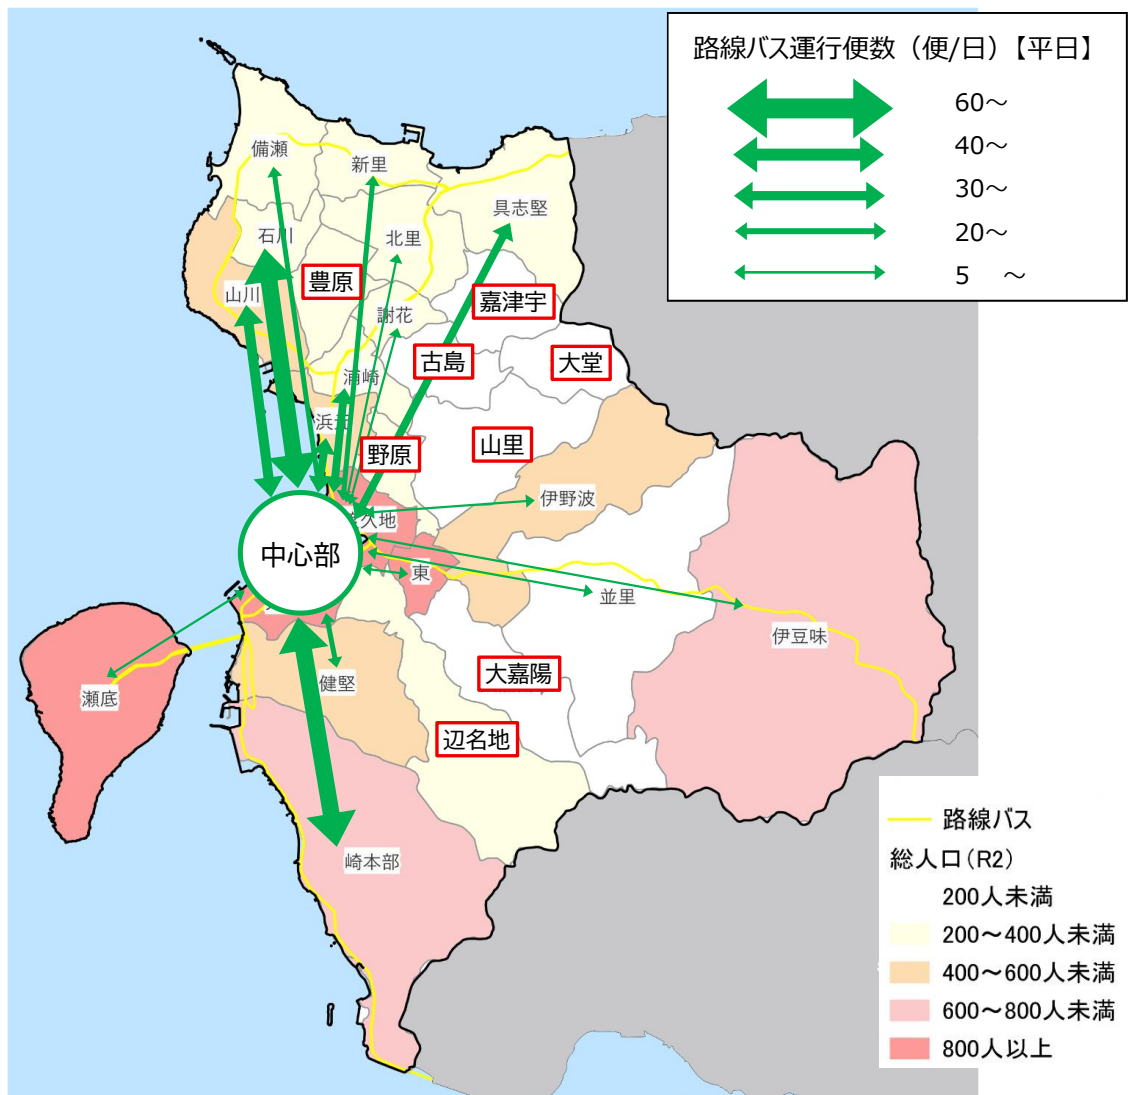 路線バス運行便数（便/日）【平日】
60～
40～
30～
20～
5　～
備瀬
新里
具志堅
石川
北里
豊原
山川
嘉津宇
謝花
古島
大堂
浦崎
浜元
野原
山里
伊野波
久地
中心部
東
並里
伊豆味
健堅
大嘉陽
瀬底
辺名地
崎本部
路線バス
総人口（R2）
200人未満
200～400人未満
400～600人未満
600～800人未満
800人以上